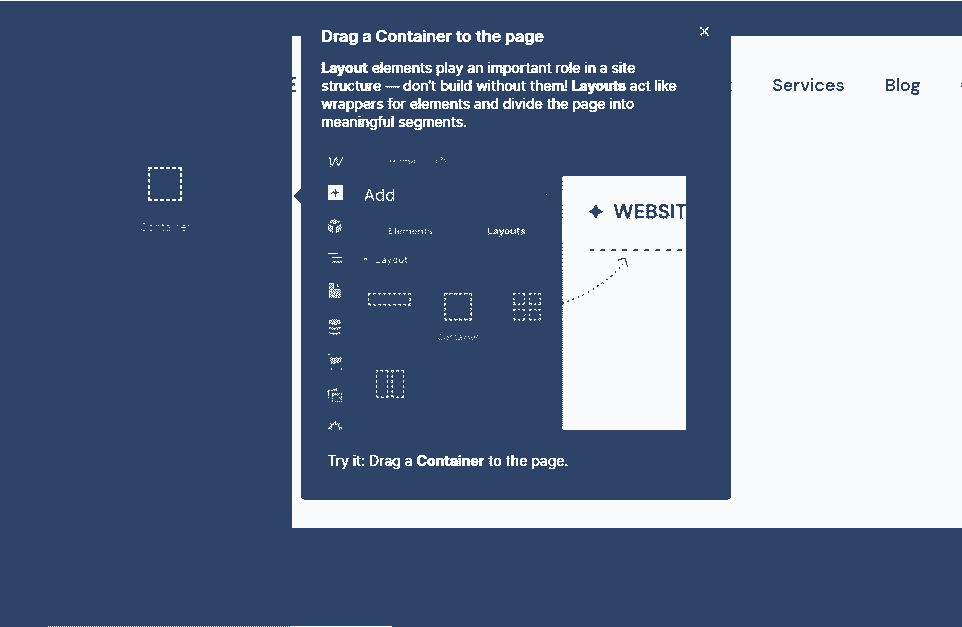 Drag a Container to the page
Layout elements play an important role in a site
structure — don't build without them! Layouts act like
wrappers for elements and divide the page into
meaningful segments.
Services
Blog
Container
W
Add
Elements
Layouts
Layout
Container
WEBSIT
Try it: Drag a Container to the page.